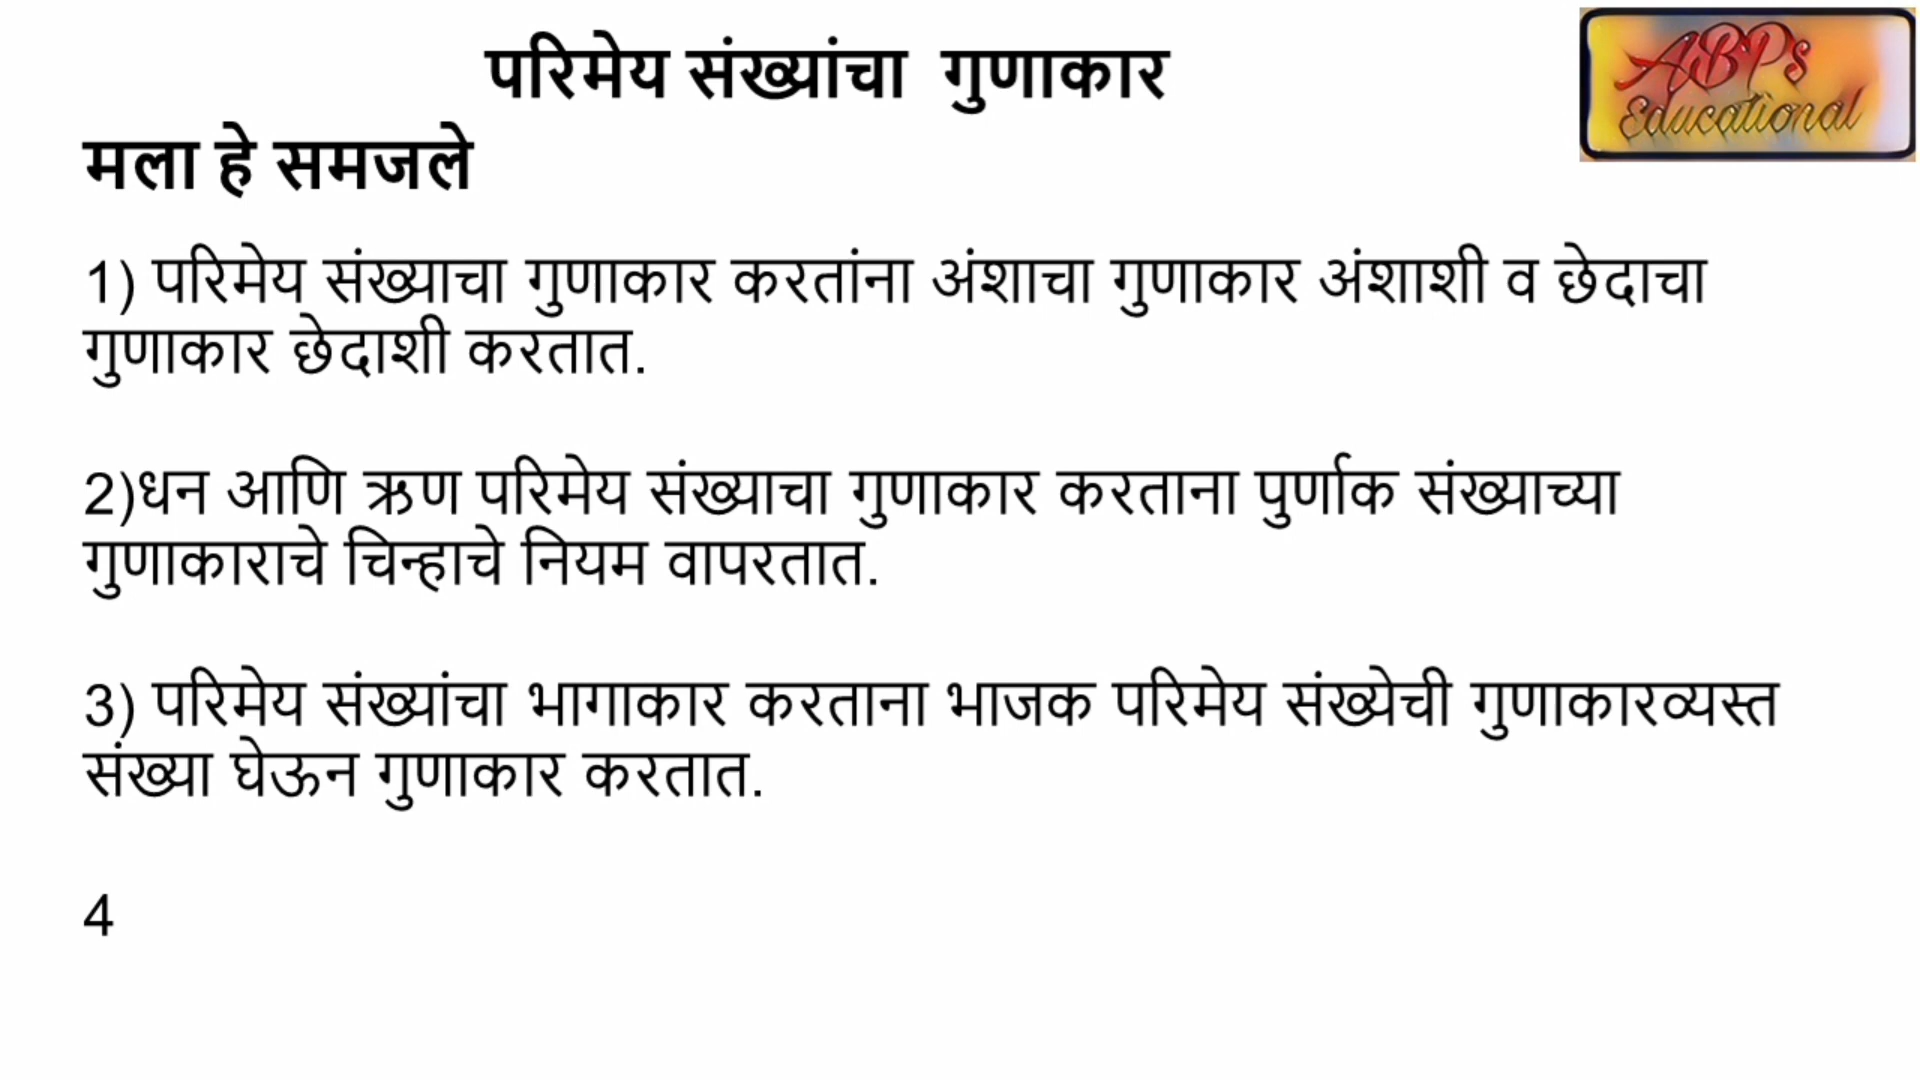 परिमेय संख्यांचा गुणाकार
ABPs
Educational
मला हे समजले
1) परिमेय संख्याचा गुणाकार करतांना अंशाचा गुणाकार अंशाशी व छेदाचा
गुणाकार छेदाशी करतात.
2)धन आणि ऋण परिमेय संख्याचा गुणाकार करताना पुर्णाक संख्याच्या
गुणाकाराचे चिन्हाचे नियम वापरतात.
3) परिमेय संख्यांचा भागाकार करताना भाजक परिमेय संख्येची गुणाकारव्यस्त
संख्या घेऊन गुणाकार करतात.
4